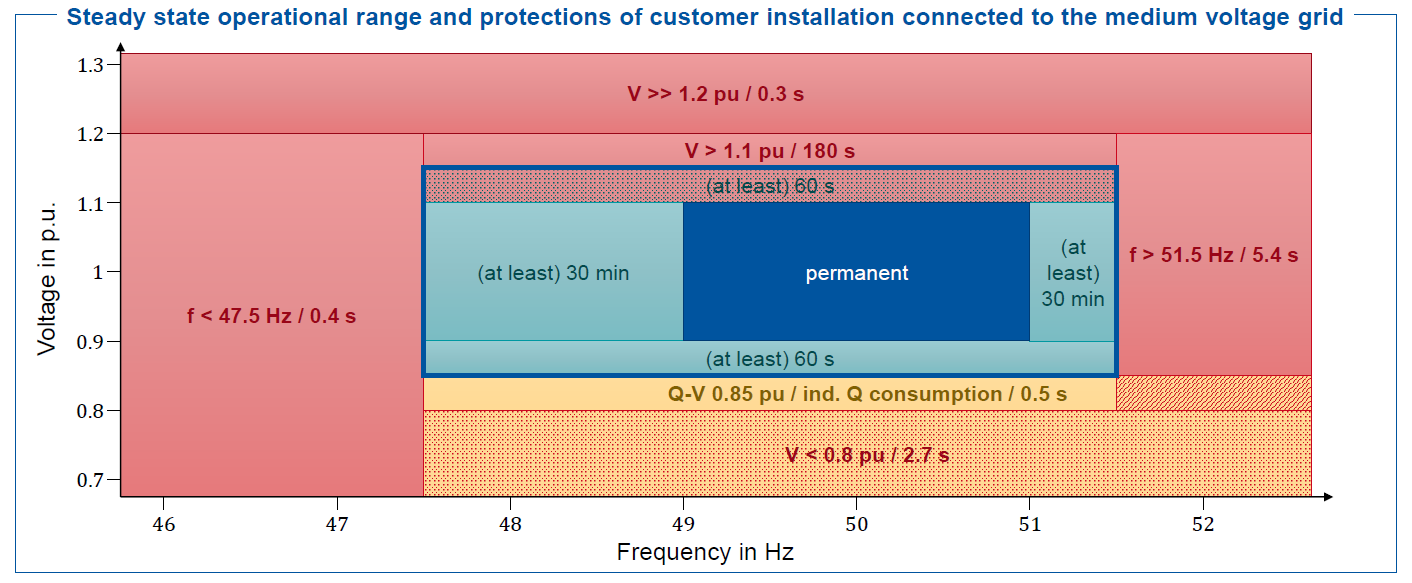 Steady state operational range and protections of customer installation connected to the medium voltage grid
Voltage in p.u.
1.3
1.2
1.1
1
0.9
0.8
0.7
V >> 1.2 pu / 0.3 s
V > 1.1 pu / 180 s
(at least) 60 s
(at least) 30 min
permanent
(at
least)
30 min
f > 51.5 Hz / 5.4 s
f < 47.5 Hz / 0.4 s
(at least) 60 s
Q-V 0.85 pu / ind. Q consumption / 0.5 s
V < 0.8 pu / 2.7 s
46
47
48
49
50
51
52
Frequency in Hz